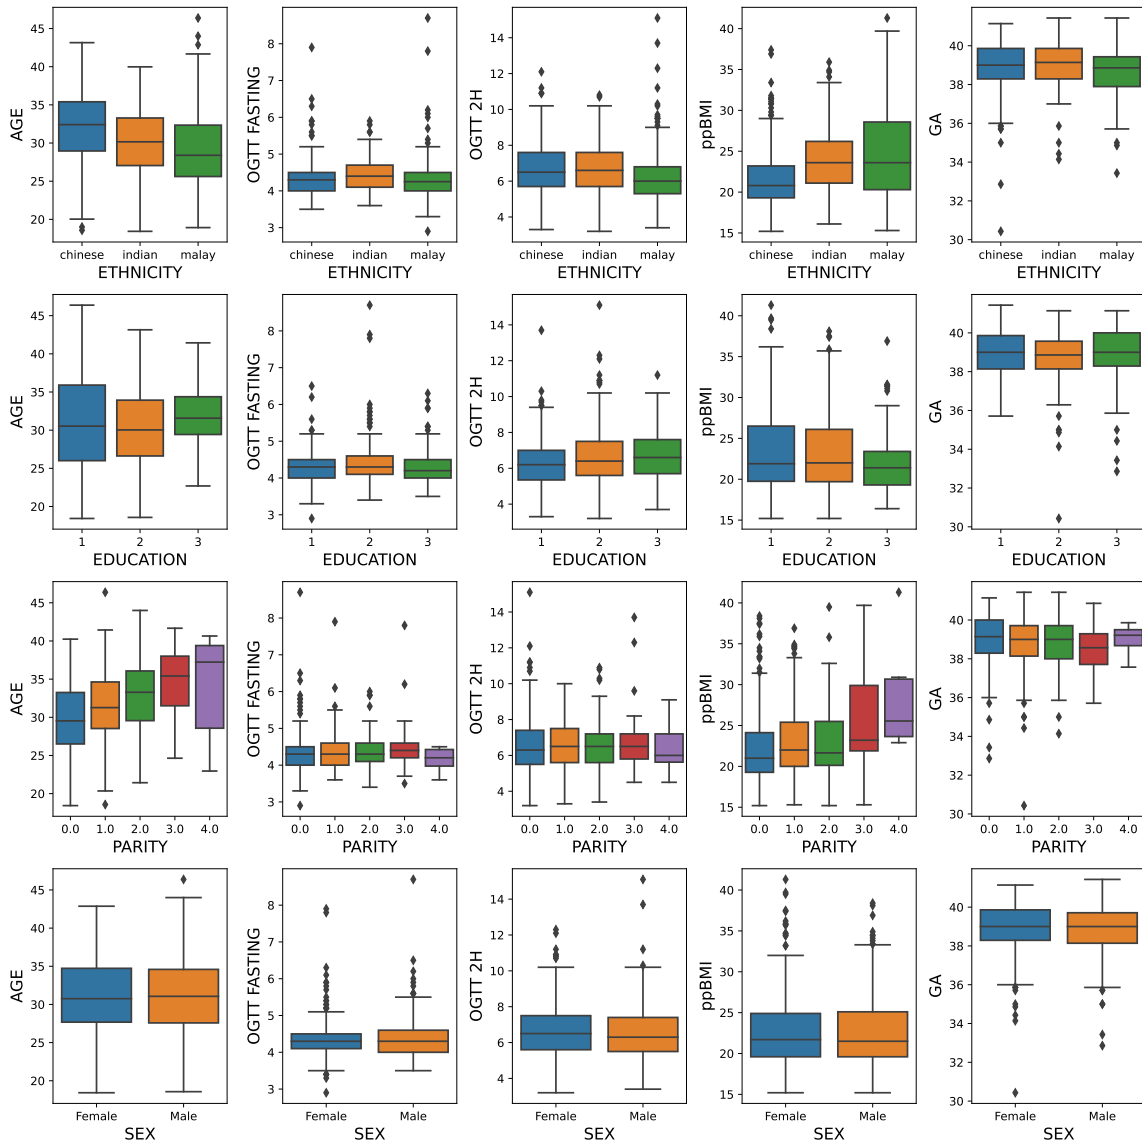 AGE
45
40
35
30
25
20
chinese indian malay
ETHNICITY
OGTT FASTING
8
7
6
5
4
3
chinese indian malay
ETHNICITY
OGTT 2H
14
12
10
8
6
4
chinese indian malay
ETHNICITY
ppBMI
40
35
30
25
20
15
chinese indian malay
ETHNICITY
GA
40
38
36
34
32
30
chinese indian malay
ETHNICITY
AGE
45
40
35
30
25
20
1 2 3
EDUCATION
OGTT FASTING
8
7
6
5
4
3
1 2 3
EDUCATION
OGTT 2H
14
12
10
8
6
4
1 2 3
EDUCATION
ppBMI
40
35
30
25
20
15
1 2 3
EDUCATION
GA
40
38
36
34
32
30
1 2 3
EDUCATION
AGE
45
40
35
30
25
20
0.0 1.0 2.0 3.0 4.0
PARITY
OGTT FASTING
8
7
6
5
4
3
0.0 1.0 2.0 3.0 4.0
PARITY
OGTT 2H
14
12
10
8
6
4
0.0 1.0 2.0 3.0 4.0
PARITY
ppBMI
40
35
30
25
20
15
0.0 1.0 2.0 3.0 4.0
PARITY
GA
40
38
36
34
32
30
0.0 1.0 2.0 3.0 4.0
PARITY
AGE
45
40
35
30
25
20
Female Male
SEX
OGTT FASTING
8
7
6
5
4
3
Female Male
SEX
OGTT 2H
14
12
10
8
6
4
Female Male
SEX
ppBMI
40
35
30
25
20
15
Female Male
SEX
GA
40
38
36
34
32
30
Female Male
SEX